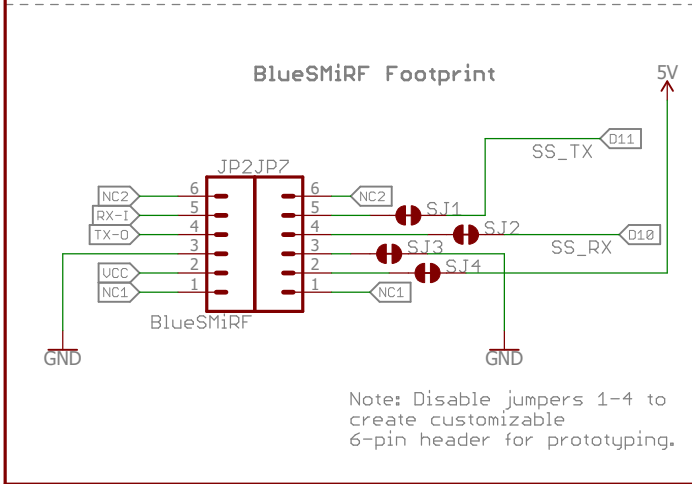 BlueSMiRF Footprint
5V
D11
SS_TX
JP2JP7
NC2 6 6 NC2
RX-I 5 5 SJ1
TX-O 4 4 SJ2 D10
SS_RX
3 3 SJ3
VCC 2 2 SJ4
NC1 1 1 NC1
BlueSMiRF
GND GND
Note: Disable jumpers 1-4 to
create customizable
6-pin header for prototyping.